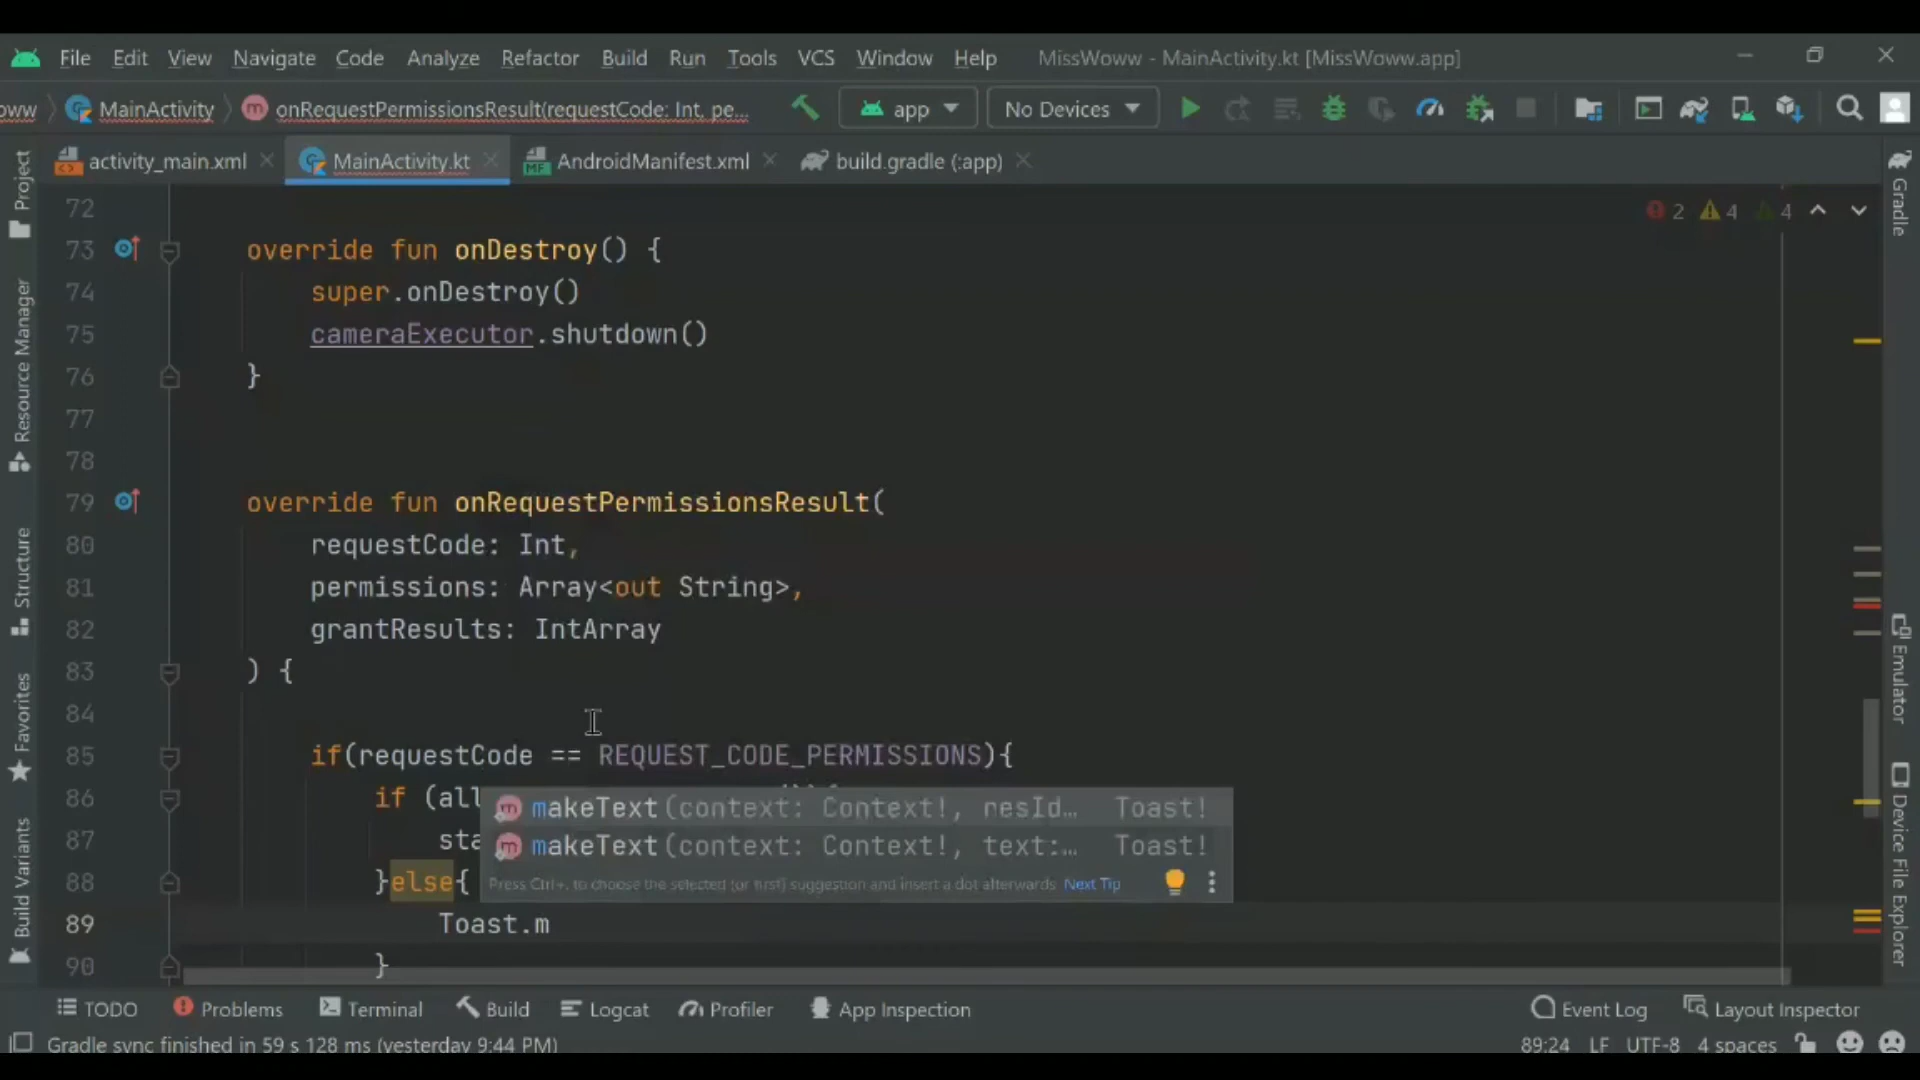 File Edit View Navigate Code Analyze Refactor Build Run Tools VCS Window Help MissWoww - MainActivity.kt [MissWoww.app]
oww MainActivity onRequestPermissionsResult(requestCode: Int, pe... app No Devices
activity_main.xml MainActivity.kt AndroidManifest.xml build.gradle (:app)
Project
Resource Manager
Structure
Favorites
Build Variants
72
73 override fun onDestroy() {
74 super.onDestroy()
75 cameraExecutor.shutdown()
76 }
77
78
79 override fun onRequestPermissionsResult(
80 requestCode: Int,
81 permissions: Array<out String>,
82 grantResults: IntArray
83 ) {
84
85 if(requestCode == REQUEST_CODE_PERMISSIONS){
86 if (all
87 sta
88 }else{
89 Toast.m
90 }
makeText(context: Context!, resId… Toast!
makeText(context: Context!, text:… Toast!
Press Ctrl+. to choose the selected (or first) suggestion and insert a dot afterwards Next Tip
2 4 4
Gradle
Emulator
Device File Explorer
TODO Problems Terminal Build Logcat Profiler App Inspection Event Log Layout Inspector
Gradle sync finished in 59 s 128 ms (yesterday 9:44 PM) 89:24 LF UTF-8 4 spaces